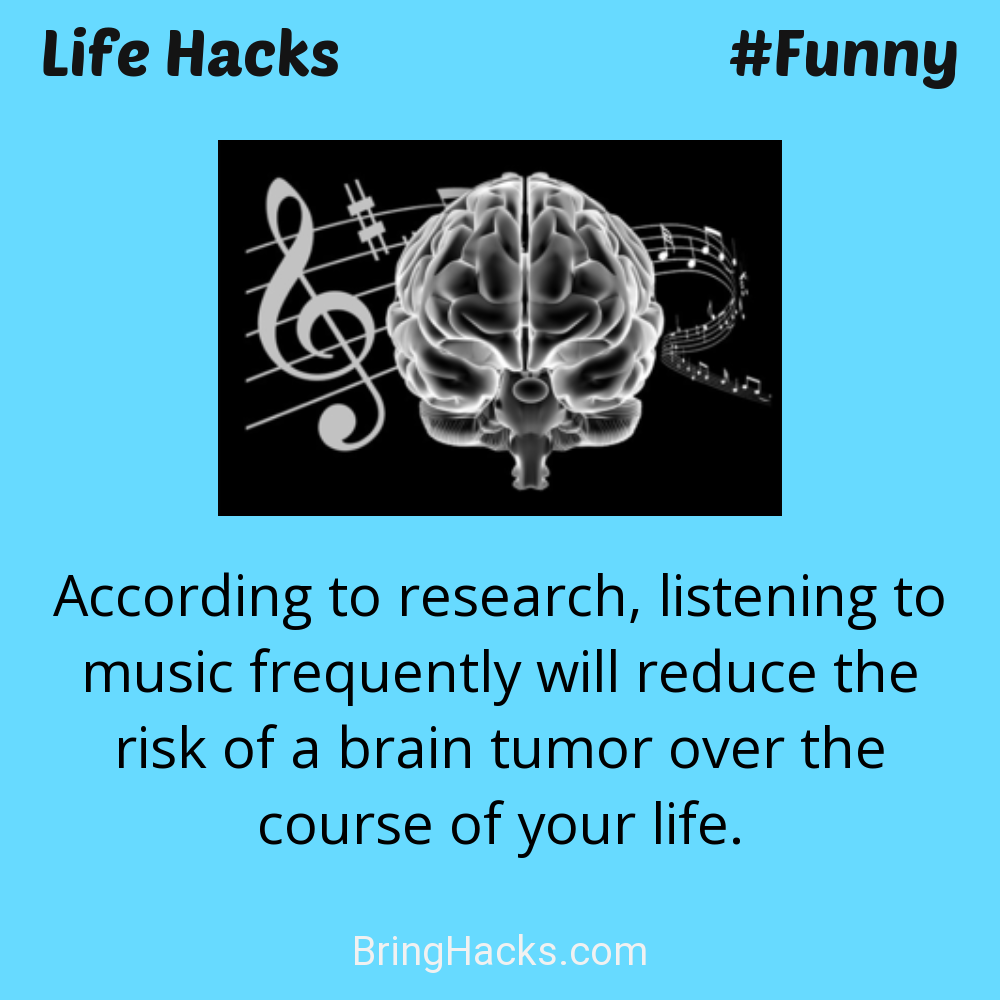 Life Hacks
#Funny
According to research, listening to
music frequently will reduce the
risk of a brain tumor over the
course of your life.
BringHacks.com